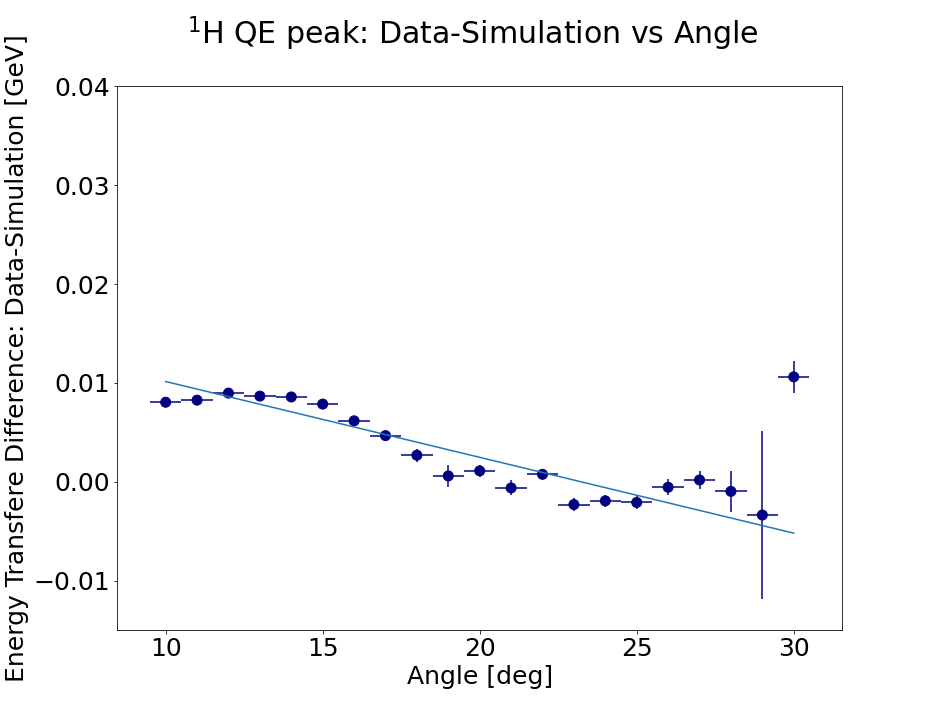 ¹H QE peak: Data-Simulation vs Angle
Energy Transfere Difference: Data-Simulation [GeV]
0.04
0.03
0.02
0.01
0.00
−0.01
10 15 20 25 30
Angle [deg]